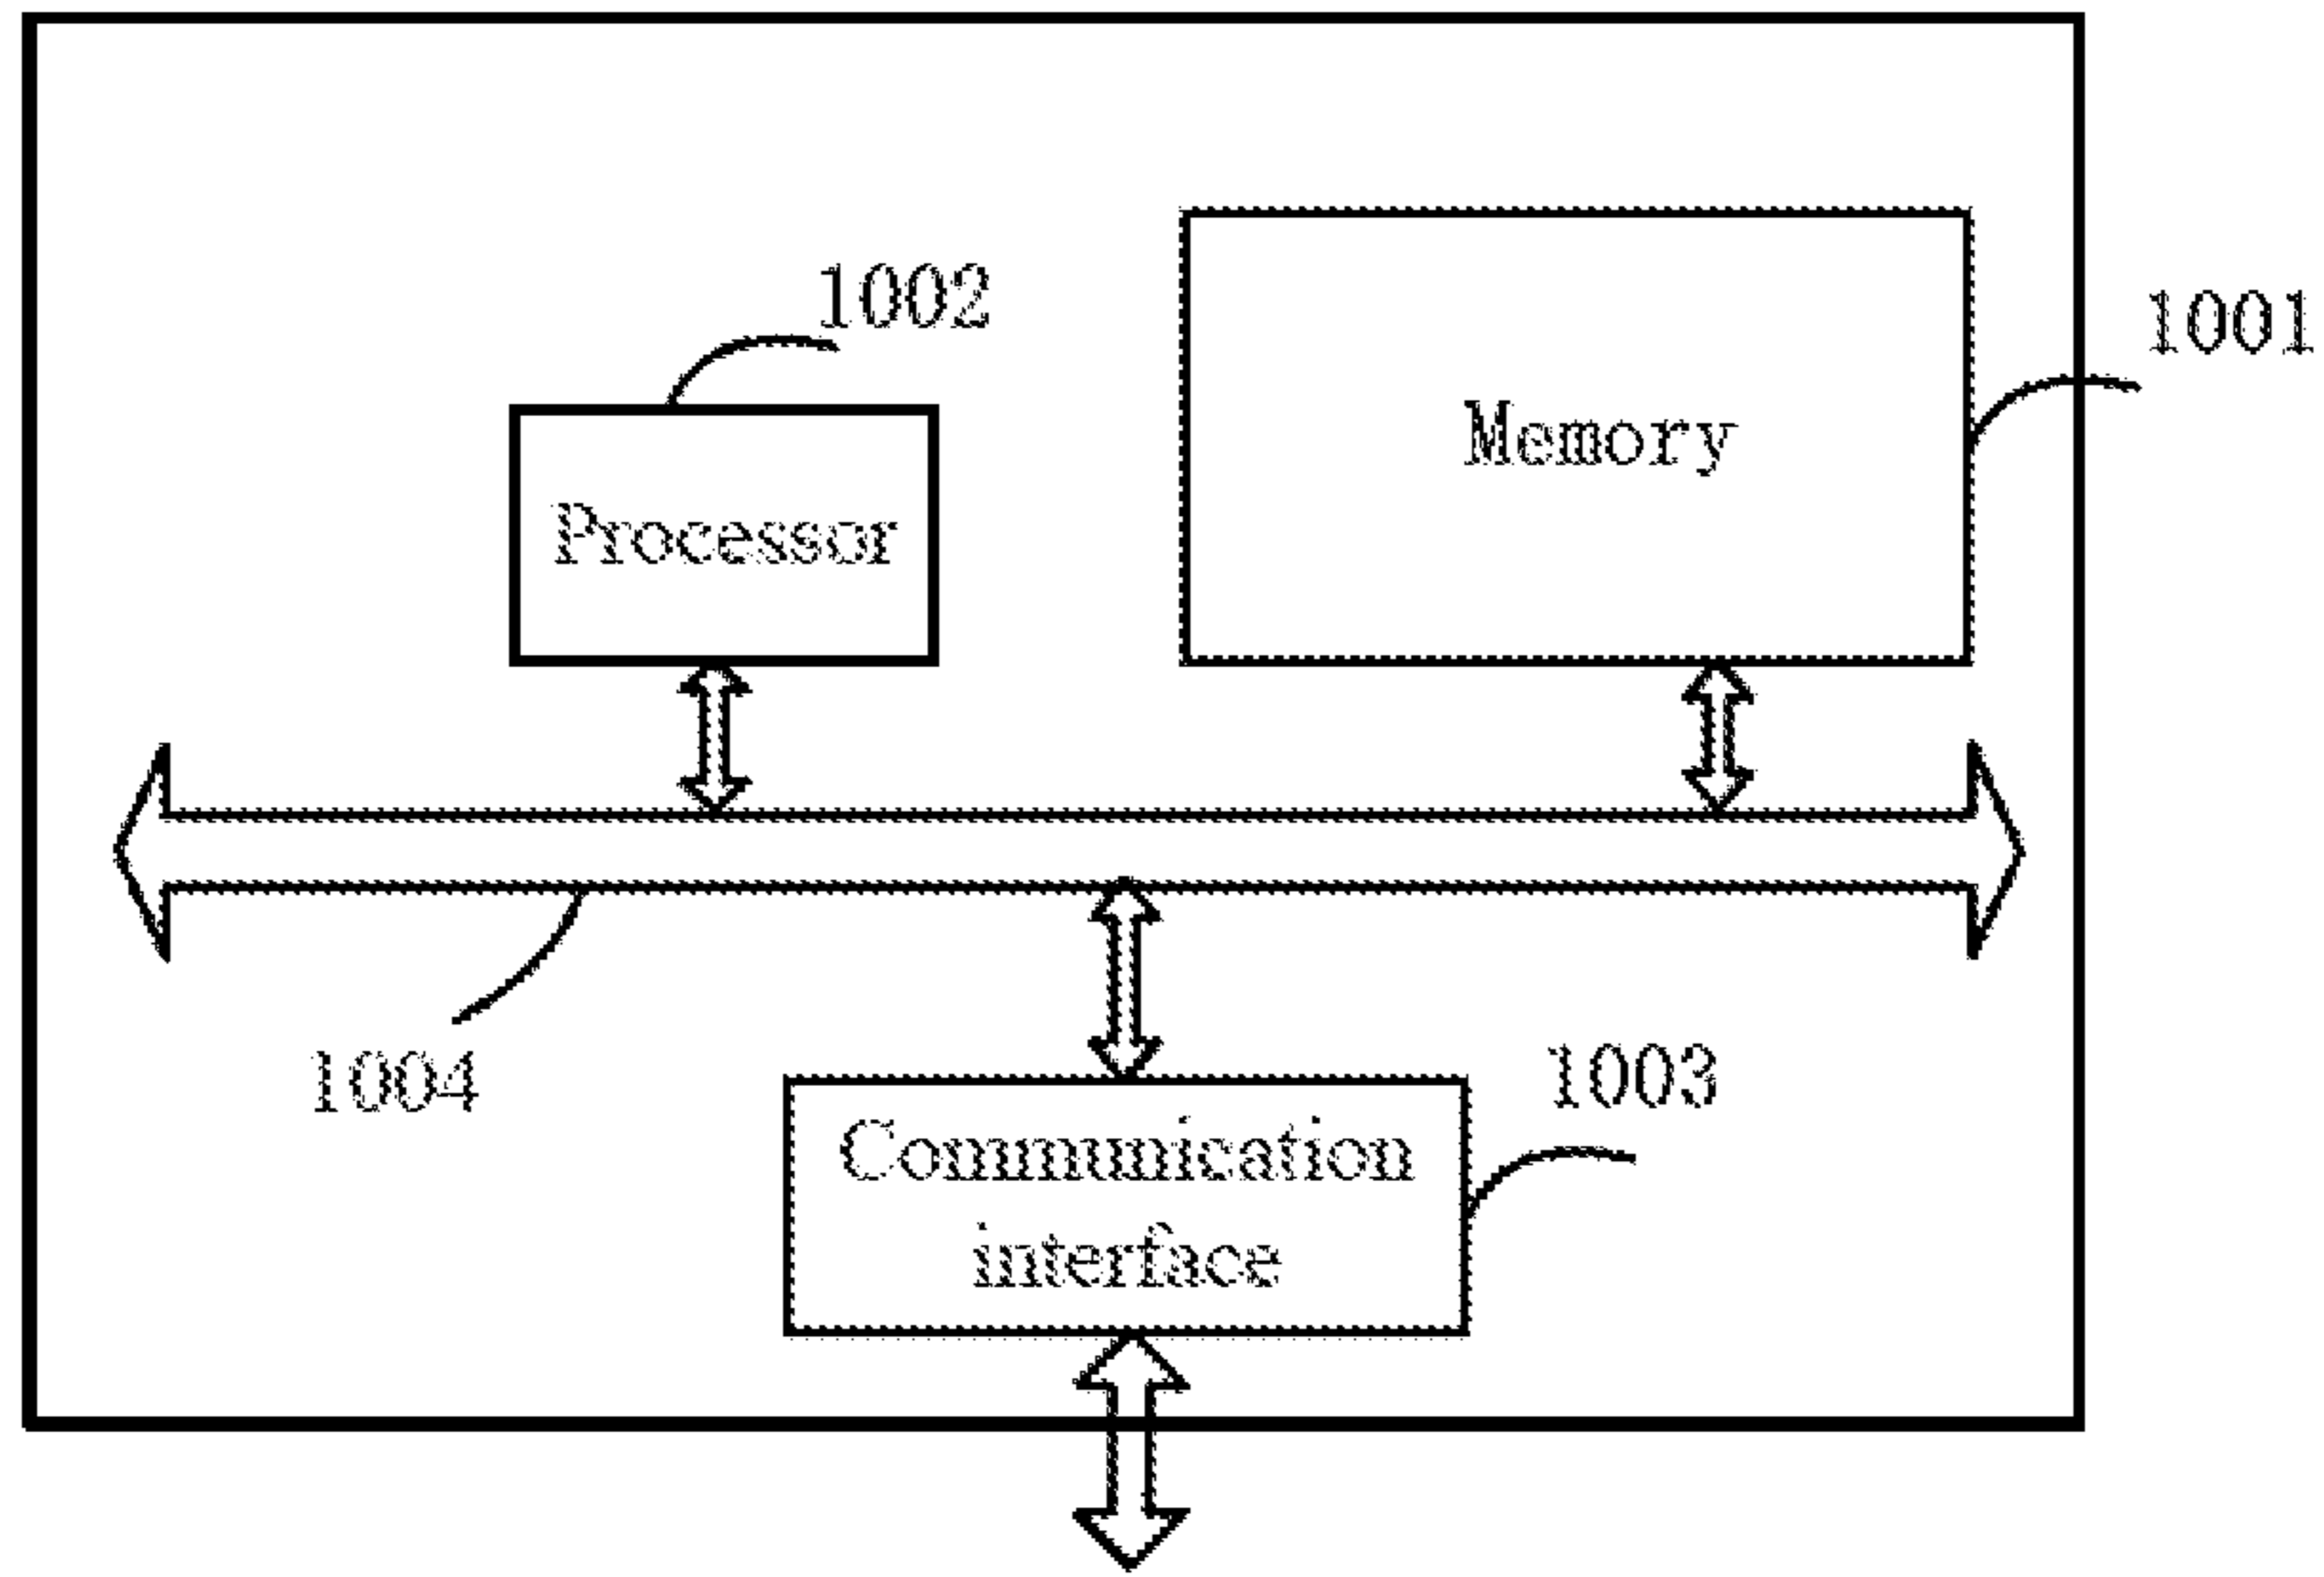 1002
1001
Memory
Processor
1004
1003
Communication
interface